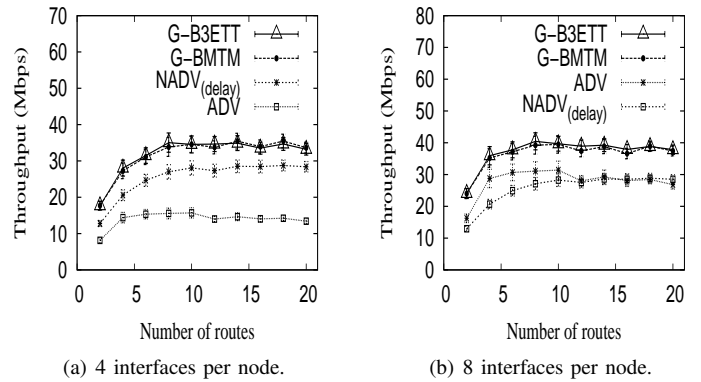 Throughput (Mbps)
70
60
50
40
30
20
10
0
G−B3ETT
G−BMTM
NADV(delay)
ADV
0 5 10 15 20
Number of routes
(a) 4 interfaces per node.
Throughput (Mbps)
80
70
60
50
40
30
20
10
0
G−B3ETT
G−BMTM
ADV
NADV(delay)
0 5 10 15 20
Number of routes
(b) 8 interfaces per node.